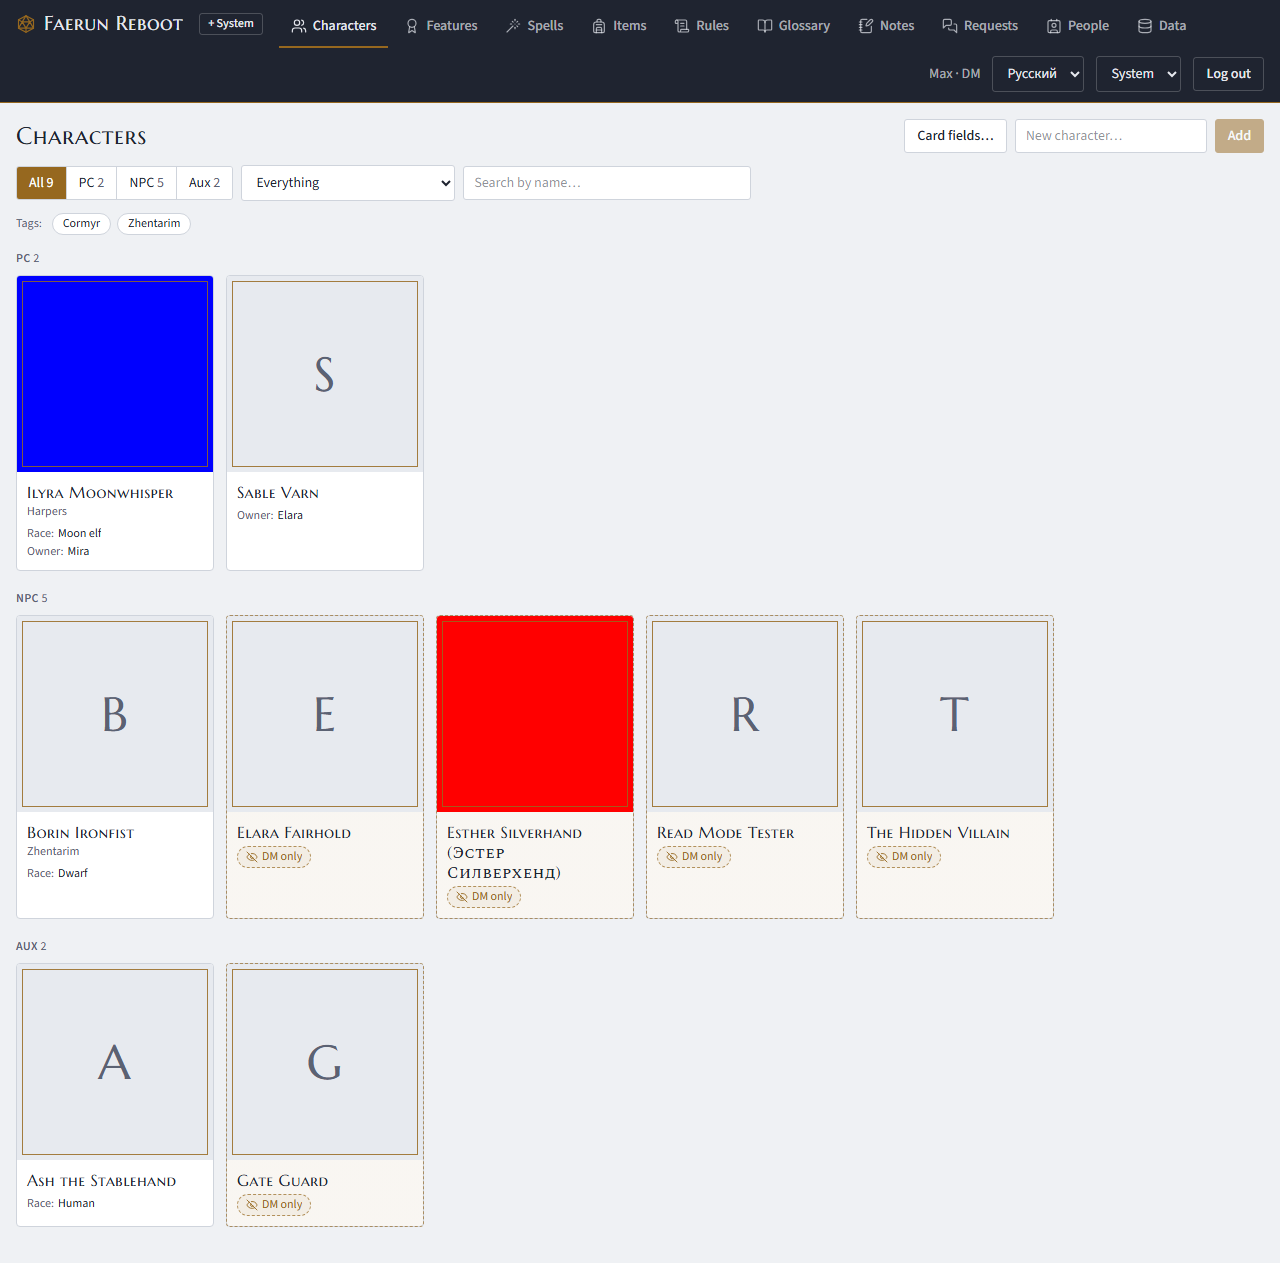 Faerun Reboot
+ System
Characters
Features
Spells
Items
Rules
Glossary
Notes
Requests
People
Data
Max · DM
Русский
System
Log out
Characters
Card fields...
New character...
Add
All 9
PC 2
NPC 5
Aux 2
Everything
Search by name...
Tags:
Cormyr
Zhentarim
PC 2
S
Ilyra Moonwhisper
Harpers
Race: Moon elf
Owner: Mira
Sable Varn
Owner: Elara
NPC 5
B
E
R
T
Borin Ironfist
Zhentarim
Race: Dwarf
Elara Fairhold
DM only
Esther Silverhand
(Эстер
Силверхенд)
DM only
Read Mode Tester
DM only
The Hidden Villain
DM only
AUX 2
A
G
Ash the Stablehand
Race: Human
Gate Guard
DM only